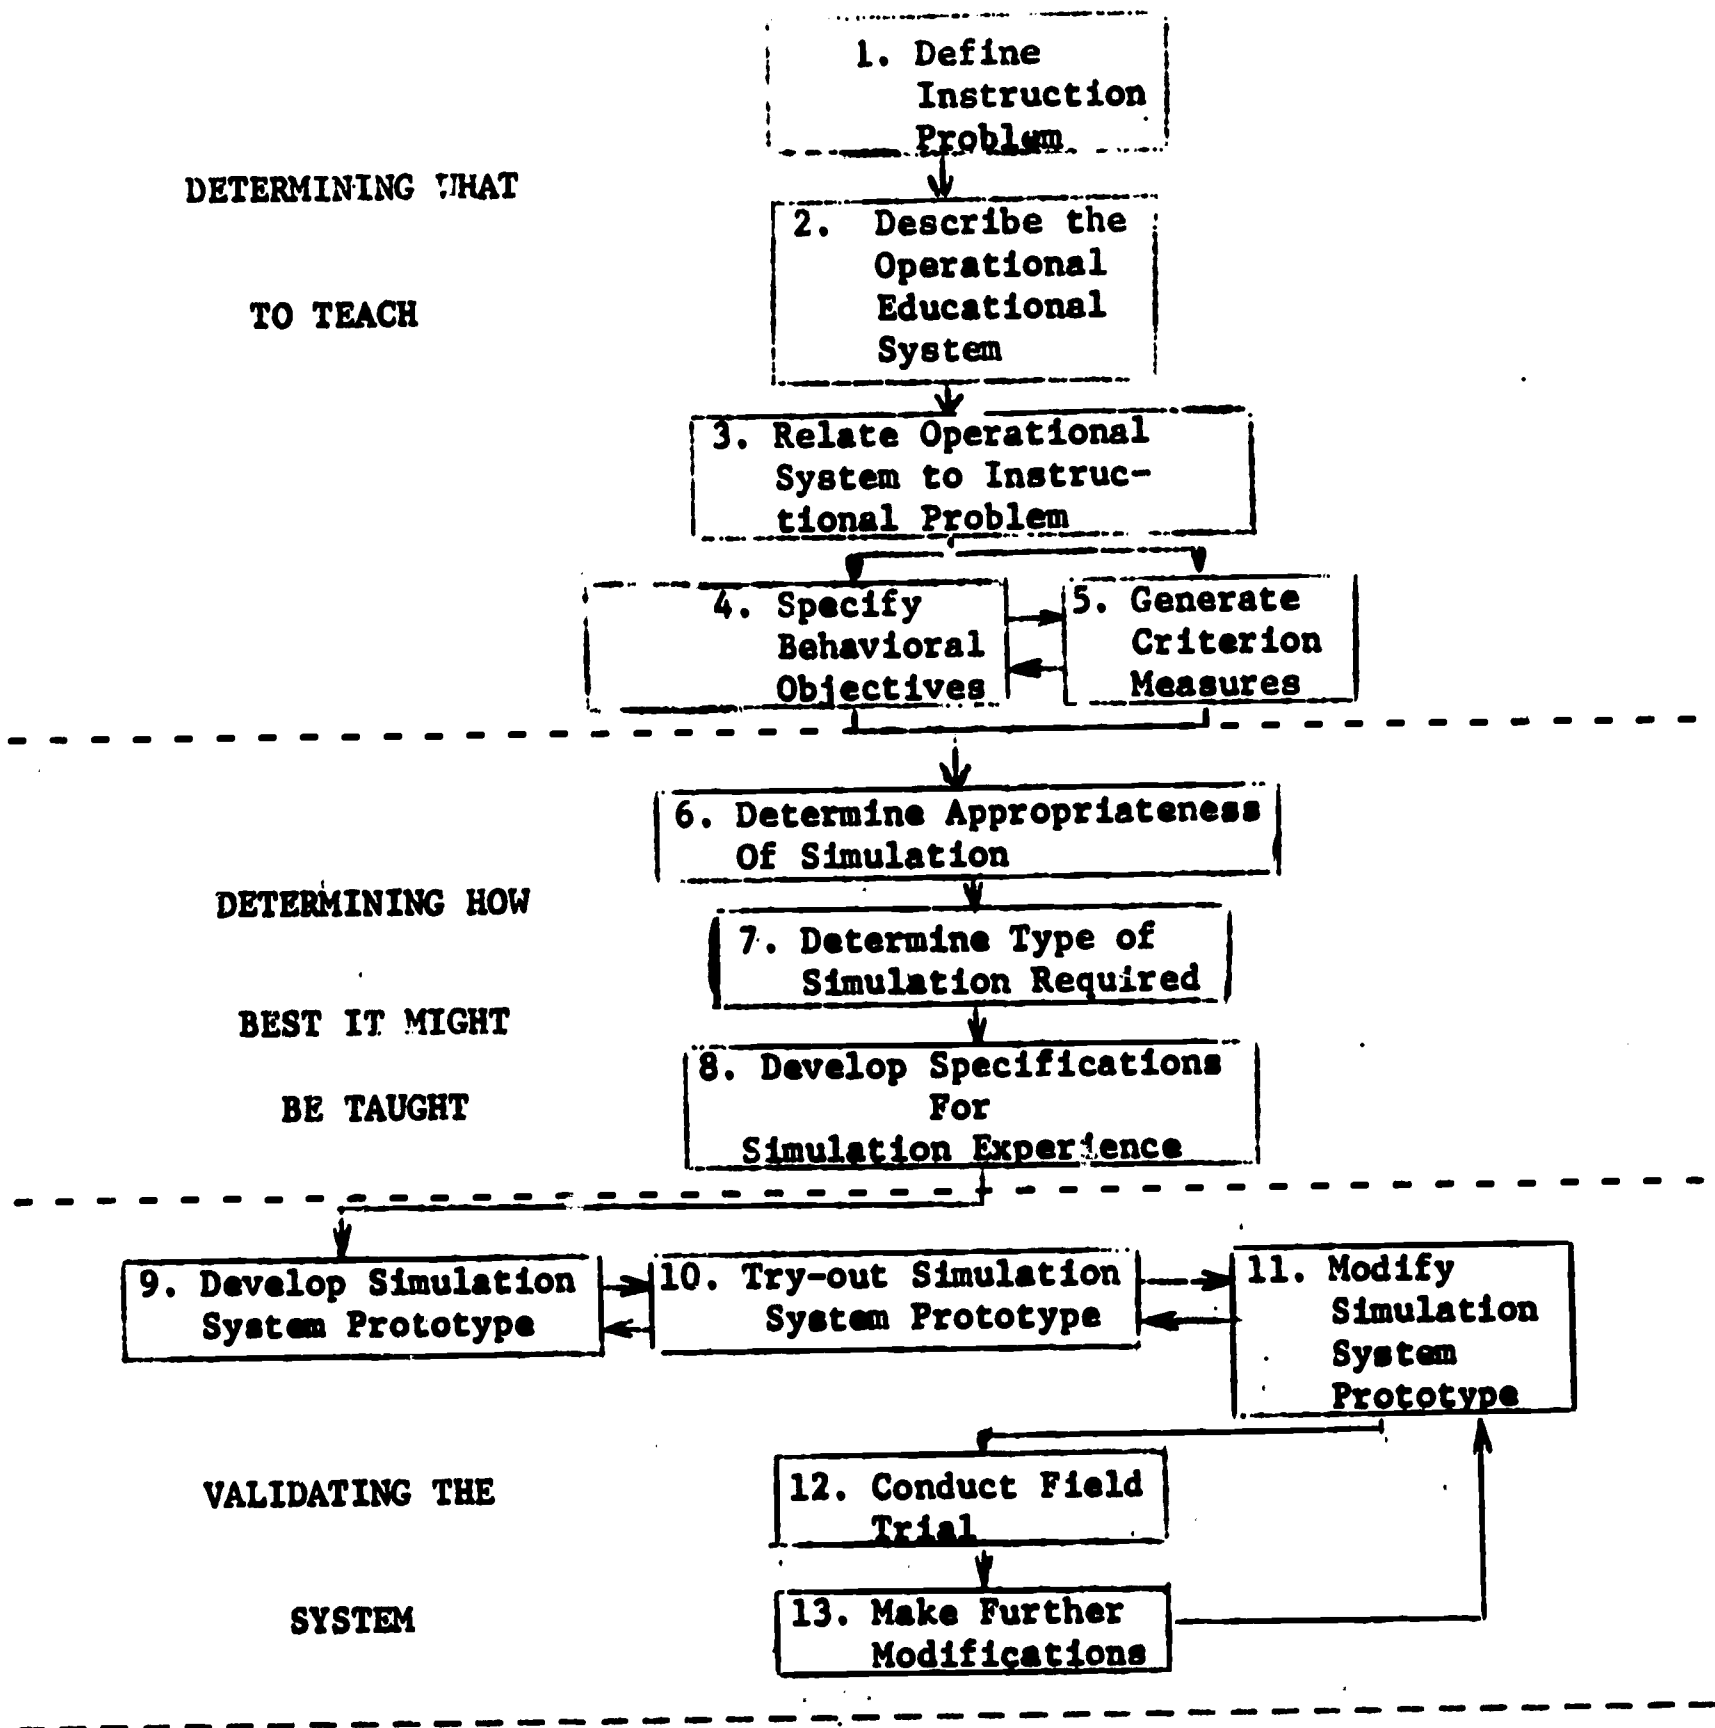 1. Define
Instruction
Problem
DETERMINING WHAT
TO TEACH
2. Describe the
Operational
Educational
System
3. Relate Operational
System to Instruc-
tional Problem
4. Specify
Behavioral
Objectives
5. Generate
Criterion
Measures
6. Determine Appropriateness
Of Simulation
DETERMINING HOW
BEST IT MIGHT
BE TAUGHT
7. Determine Type of
Simulation Required
8. Develop Specifications
For
Simulation Experience
9. Develop Simulation
System Prototype
10. Try-out Simulation
System Prototype
11. Modify
Simulation
System
Prototype
VALIDATING THE
SYSTEM
12. Conduct Field
Trial
13. Make Further
Modifications